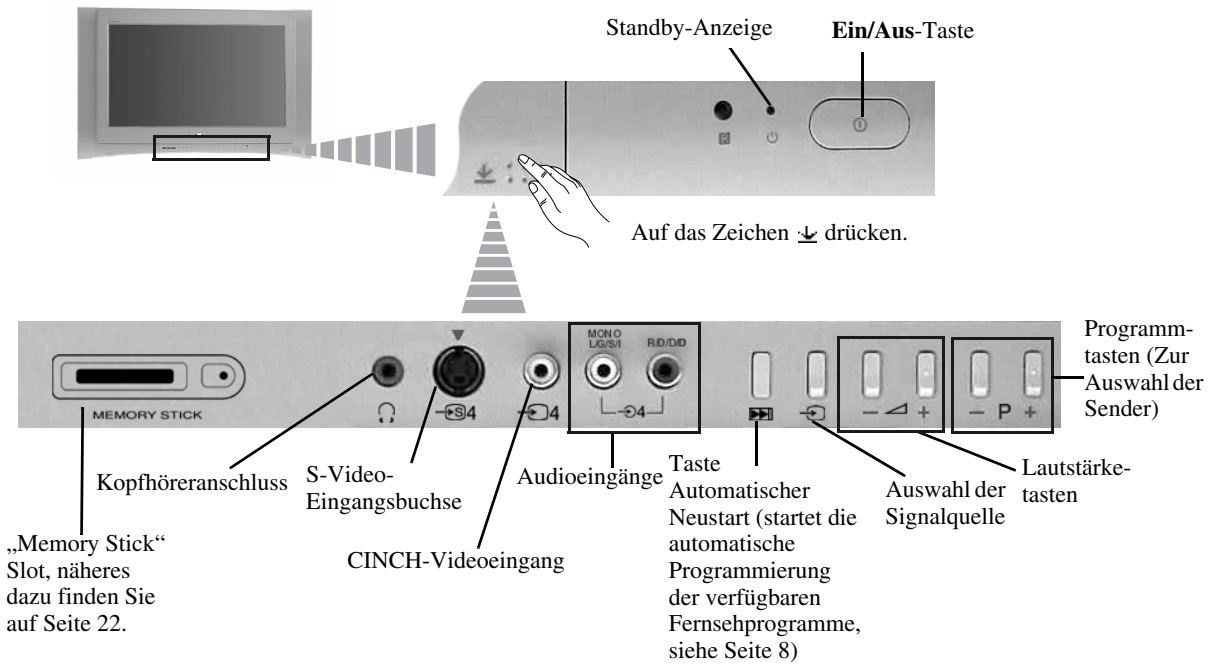 Standby-Anzeige
Ein/Aus-Taste
R
Auf das Zeichen drücken.
MONO
L/G/S/I
R/D/D/D
MEMORY STICK
S 4
4
4
− +
− P +
Programm-
tasten (Zur
Auswahl der
Sender)
Kopfhöreranschluss
S-Video-
Eingangsbuchse
Audioeingänge
Taste
Automatischer
Neustart (startet die
automatische
Programmierung
der verfügbaren
Fernsehprogramme,
siehe Seite 8)
Auswahl der
Signalquelle
Lautstärke-
tasten
CINCH-Videoeingang
„Memory Stick“
Slot, näheres
dazu finden Sie
auf Seite 22.